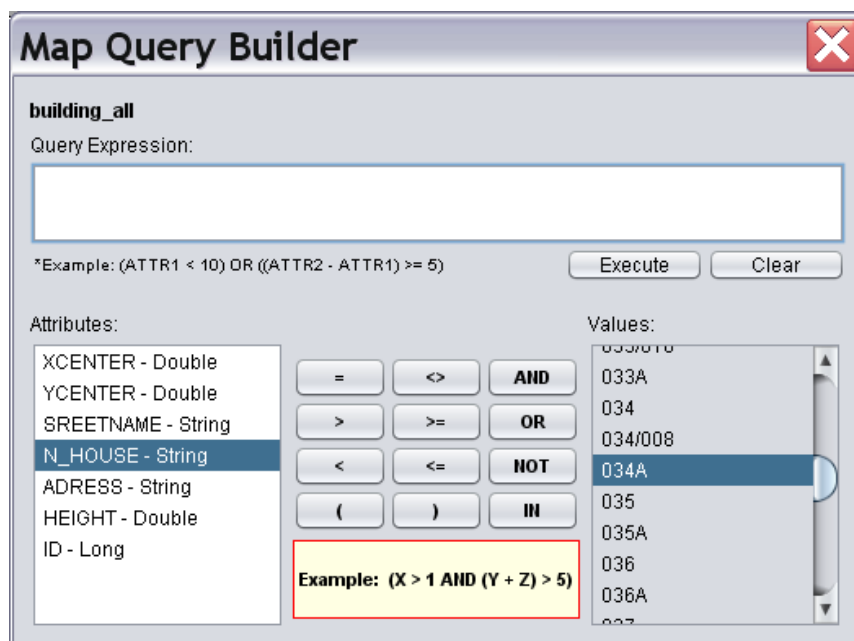 Map Query Builder
building_all
Query Expression:
*Example: (ATTR1 < 10) OR ((ATTR2 - ATTR1) >= 5)
Execute
Clear
Attributes:
XCENTER - Double
YCENTER - Double
SREETNAME - String
N_HOUSE - String
ADRESS - String
HEIGHT - Double
ID - Long
= <> AND
> >= OR
< <= NOT
( ) IN
Example: (X > 1 AND (Y + Z) > 5)
Values:
033A
034
034/008
034A
035
035A
036
036A